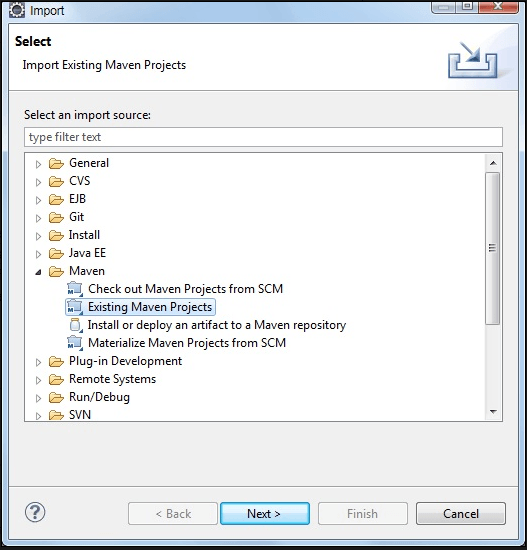 Import
Select
Import Existing Maven Projects
Select an import source:
type filter text
General
CVS
EJB
Git
Install
Java EE
Maven
Check out Maven Projects from SCM
Existing Maven Projects
Install or deploy an artifact to a Maven repository
Materialize Maven Projects from SCM
Plug-in Development
Remote Systems
Run/Debug
SVN
? < Back Next > Finish Cancel